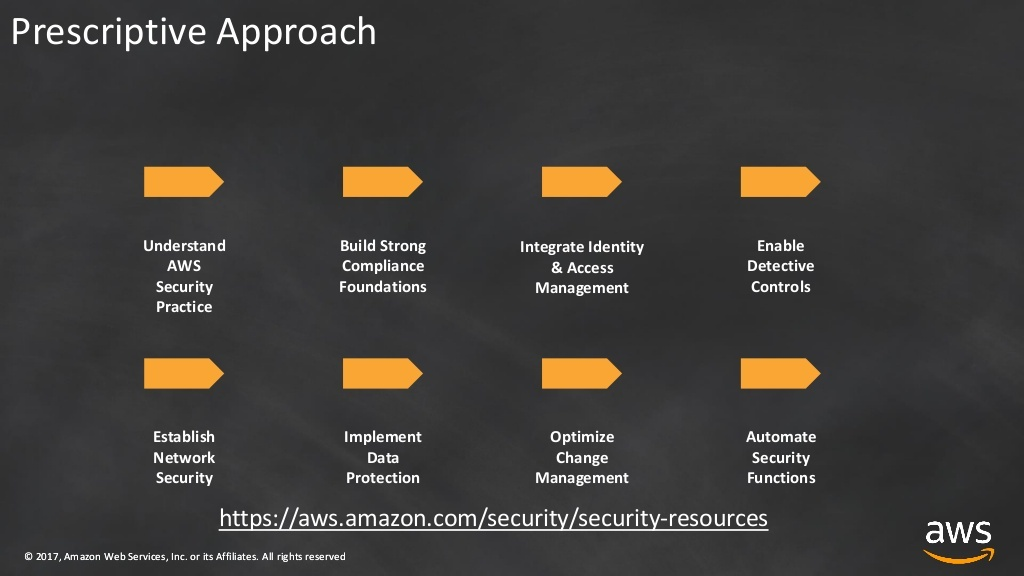 Prescriptive Approach
Understand
AWS
Security
Practice
Build Strong
Compliance
Foundations
Integrate Identity
& Access
Management
Enable
Detective
Controls
Establish
Network
Security
Implement
Data
Protection
Optimize
Change
Management
Automate
Security
Functions
https://aws.amazon.com/security/security-resources
© 2017, Amazon Web Services, Inc. or its Affiliates. All rights reserved
aws